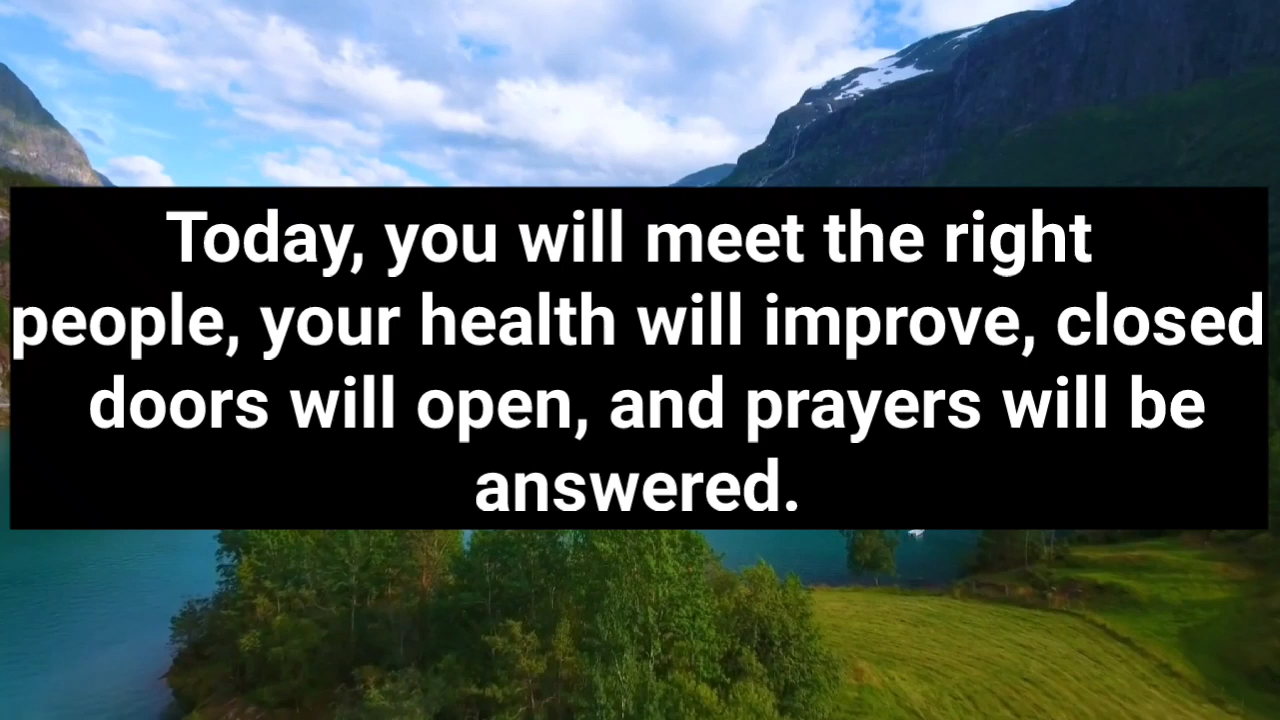 Today, you will meet the right
people, your health will improve, closed
doors will open, and prayers will be
answered.